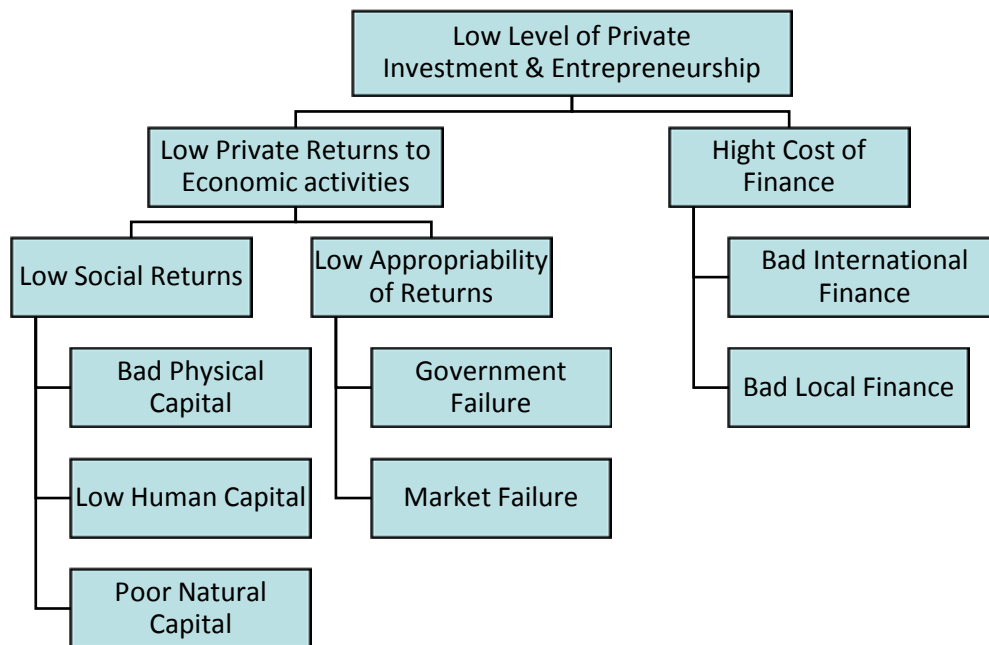 Low Level of Private
Investment & Entrepreneurship
Low Private Returns to
Economic activities
Hight Cost of
Finance
Low Social Returns
Low Appropriability
of Returns
Bad International
Finance
Bad Physical
Capital
Government
Failure
Bad Local Finance
Low Human Capital
Market Failure
Poor Natural
Capital